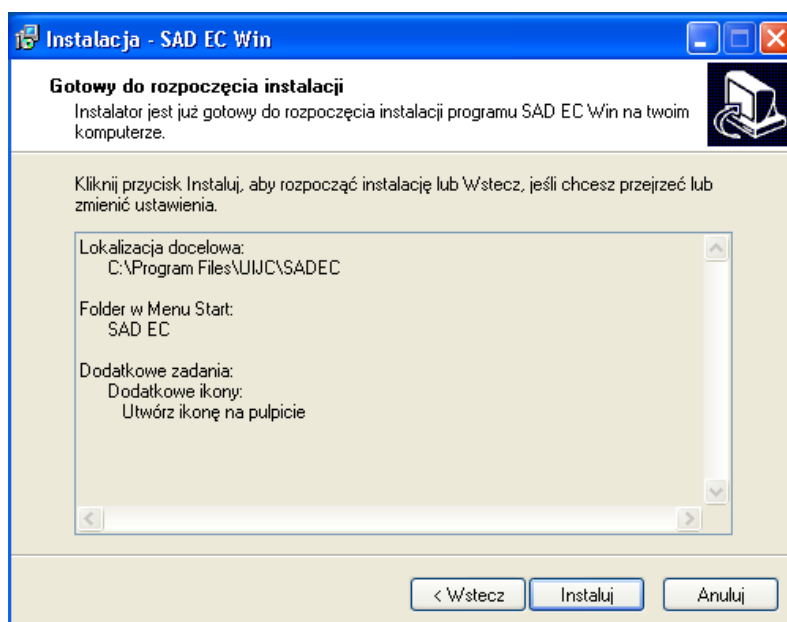 Instalacja - SAD EC Win
Gotowy do rozpoczęcia instalacji
Instalator jest już gotowy do rozpoczęcia instalacji programu SAD EC Win na twoim
komputerze.
Kliknij przycisk Instaluj, aby rozpocząć instalację lub Wstecz, jeśli chcesz przejrzeć lub
zmienić ustawienia.
Lokalizacja docelowa:
C:\Program Files\UIJC\SADEC
Folder w Menu Start:
SAD EC
Dodatkowe zadania:
Dodatkowe ikony:
Utwórz ikonę na pulpicie
< Wstecz
Instaluj
Anuluj